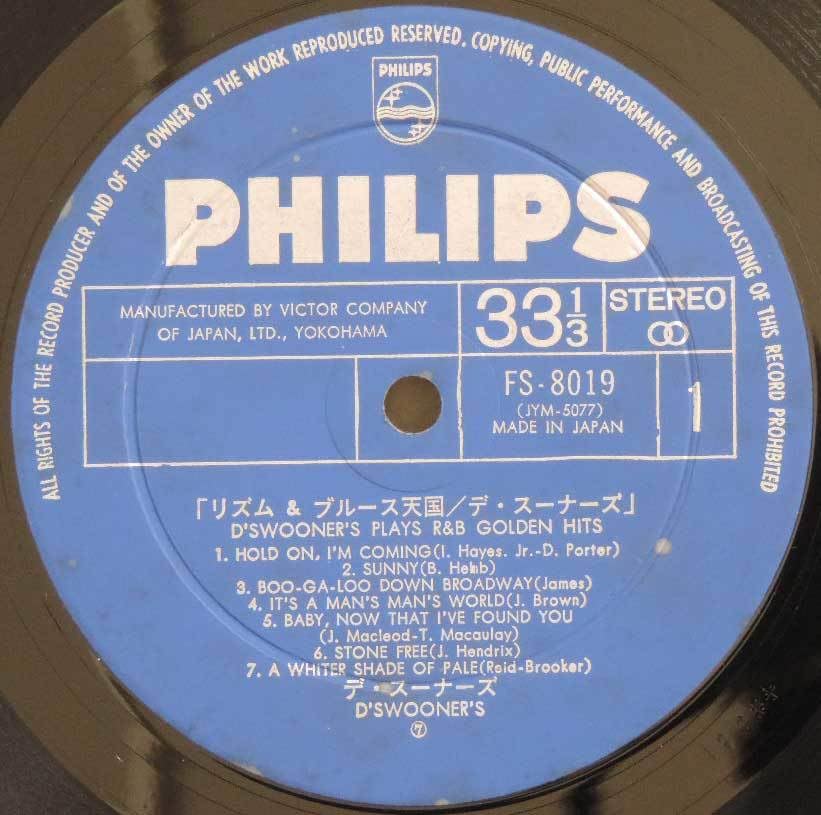 ALL RIGHTS OF THE RECORD PRODUCER AND OF THE OWNER OF THE WORK REPRODUCED RESERVED. COPYING, PUBLIC PERFORMANCE AND BROADCASTING OF THIS RECORD PROHIBITED
PHILIPS
PHILIPS
MANUFACTURED BY VICTOR COMPANY
OF JAPAN, LTD., YOKOHAMA
33 1/3
STEREO
FS-8019
(JYM-5077)
MADE IN JAPAN
1
「リズム & ブルース天国/デ・スーナーズ」
D'SWOONER'S PLAYS R&B GOLDEN HITS
1. HOLD ON, I'M COMING(I. Hayes. Jr.-D. Porter)
2. SUNNY(B. Hebb)
3. BOO-GA-LOO DOWN BROADWAY(James)
4. IT'S A MAN'S MAN'S WORLD(J. Brown)
5. BABY, NOW THAT I'VE FOUND YOU
(J. Macleod-T. Macaulay)
6. STONE FREE(J. Hendrix)
7. A WHITER SHADE OF PALE(Reid-Brooker)
デ・スーナーズ
D'SWOONER'S
⑦